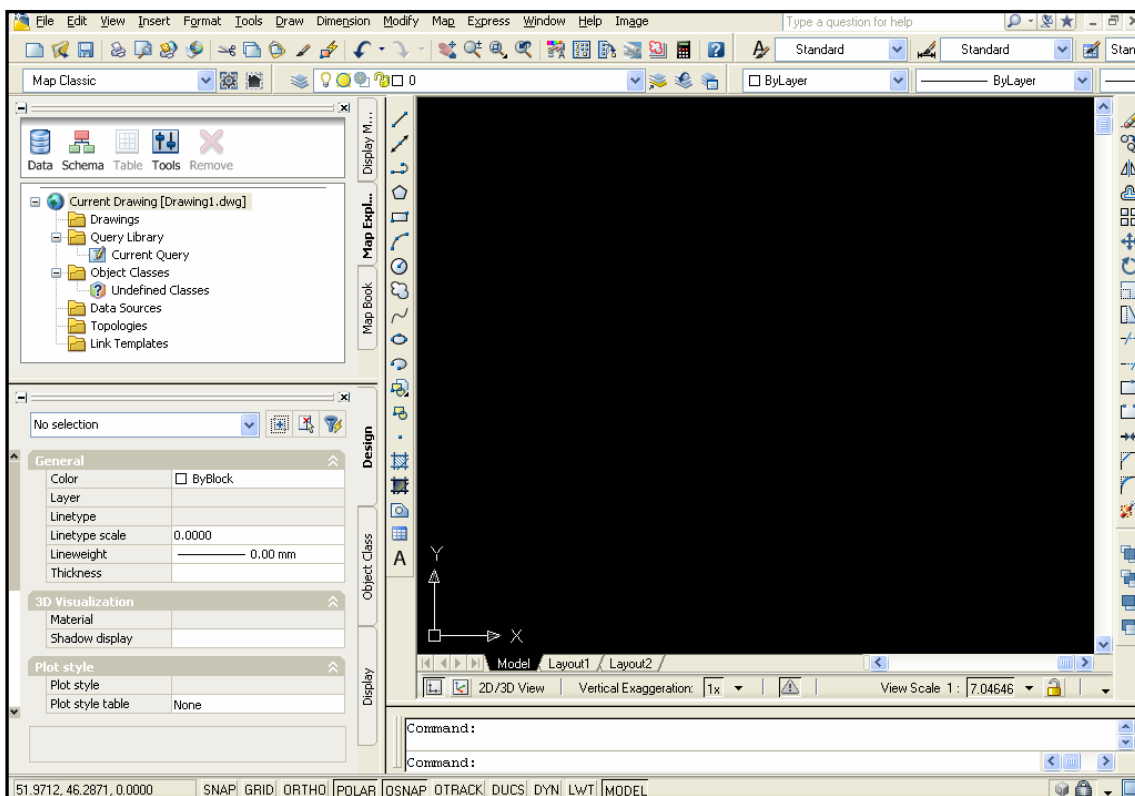 File Edit View Insert Format Tools Draw Dimension Modify Map Express Window Help Image
Type a question for help
Standard
Standard
Stan
Map Classic
0
ByLayer
ByLayer
Data Schema Table Tools Remove
Current Drawing [Drawing1.dwg]
Drawings
Query Library
Current Query
Object Classes
Undefined Classes
Data Sources
Topologies
Link Templates
Display M...
Map Expl...
Map Book
No selection
General
Color ByBlock
Layer
Linetype
Linetype scale 0.0000
Lineweight 0.00 mm
Thickness
3D Visualization
Material
Shadow display
Plot style
Plot style
Plot style table None
Design
Object Class
Display
A
Y
X
Model Layout1 Layout2
2D/3D View Vertical Exaggeration: 1x View Scale 1 : 7.04646
Command:
Command:
51.9712, 46.2871, 0.0000 SNAP GRID ORTHO POLAR OSNAP OTRACK DUCS DYN LWT MODEL